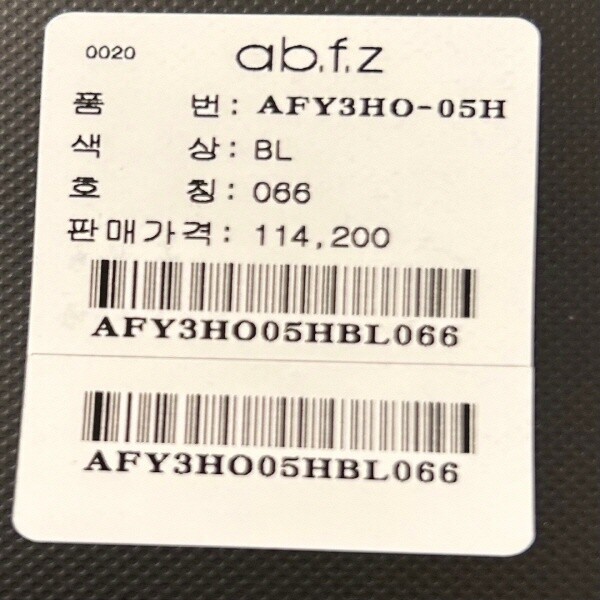 0020 ab.f.z
품 번: AFY3HO-05H
색 상: BL
호 칭: 066
판매가격: 114,200
AFY3HO05HBL066
AFY3HO05HBL066